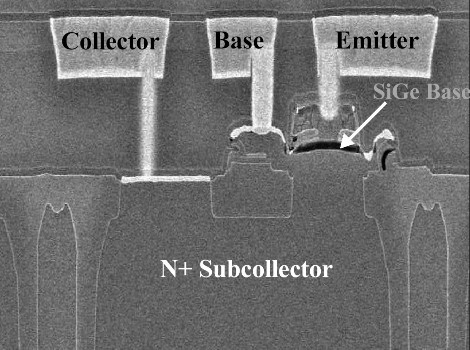 Collector
Base
Emitter
SiGe Base
N+ Subcollector